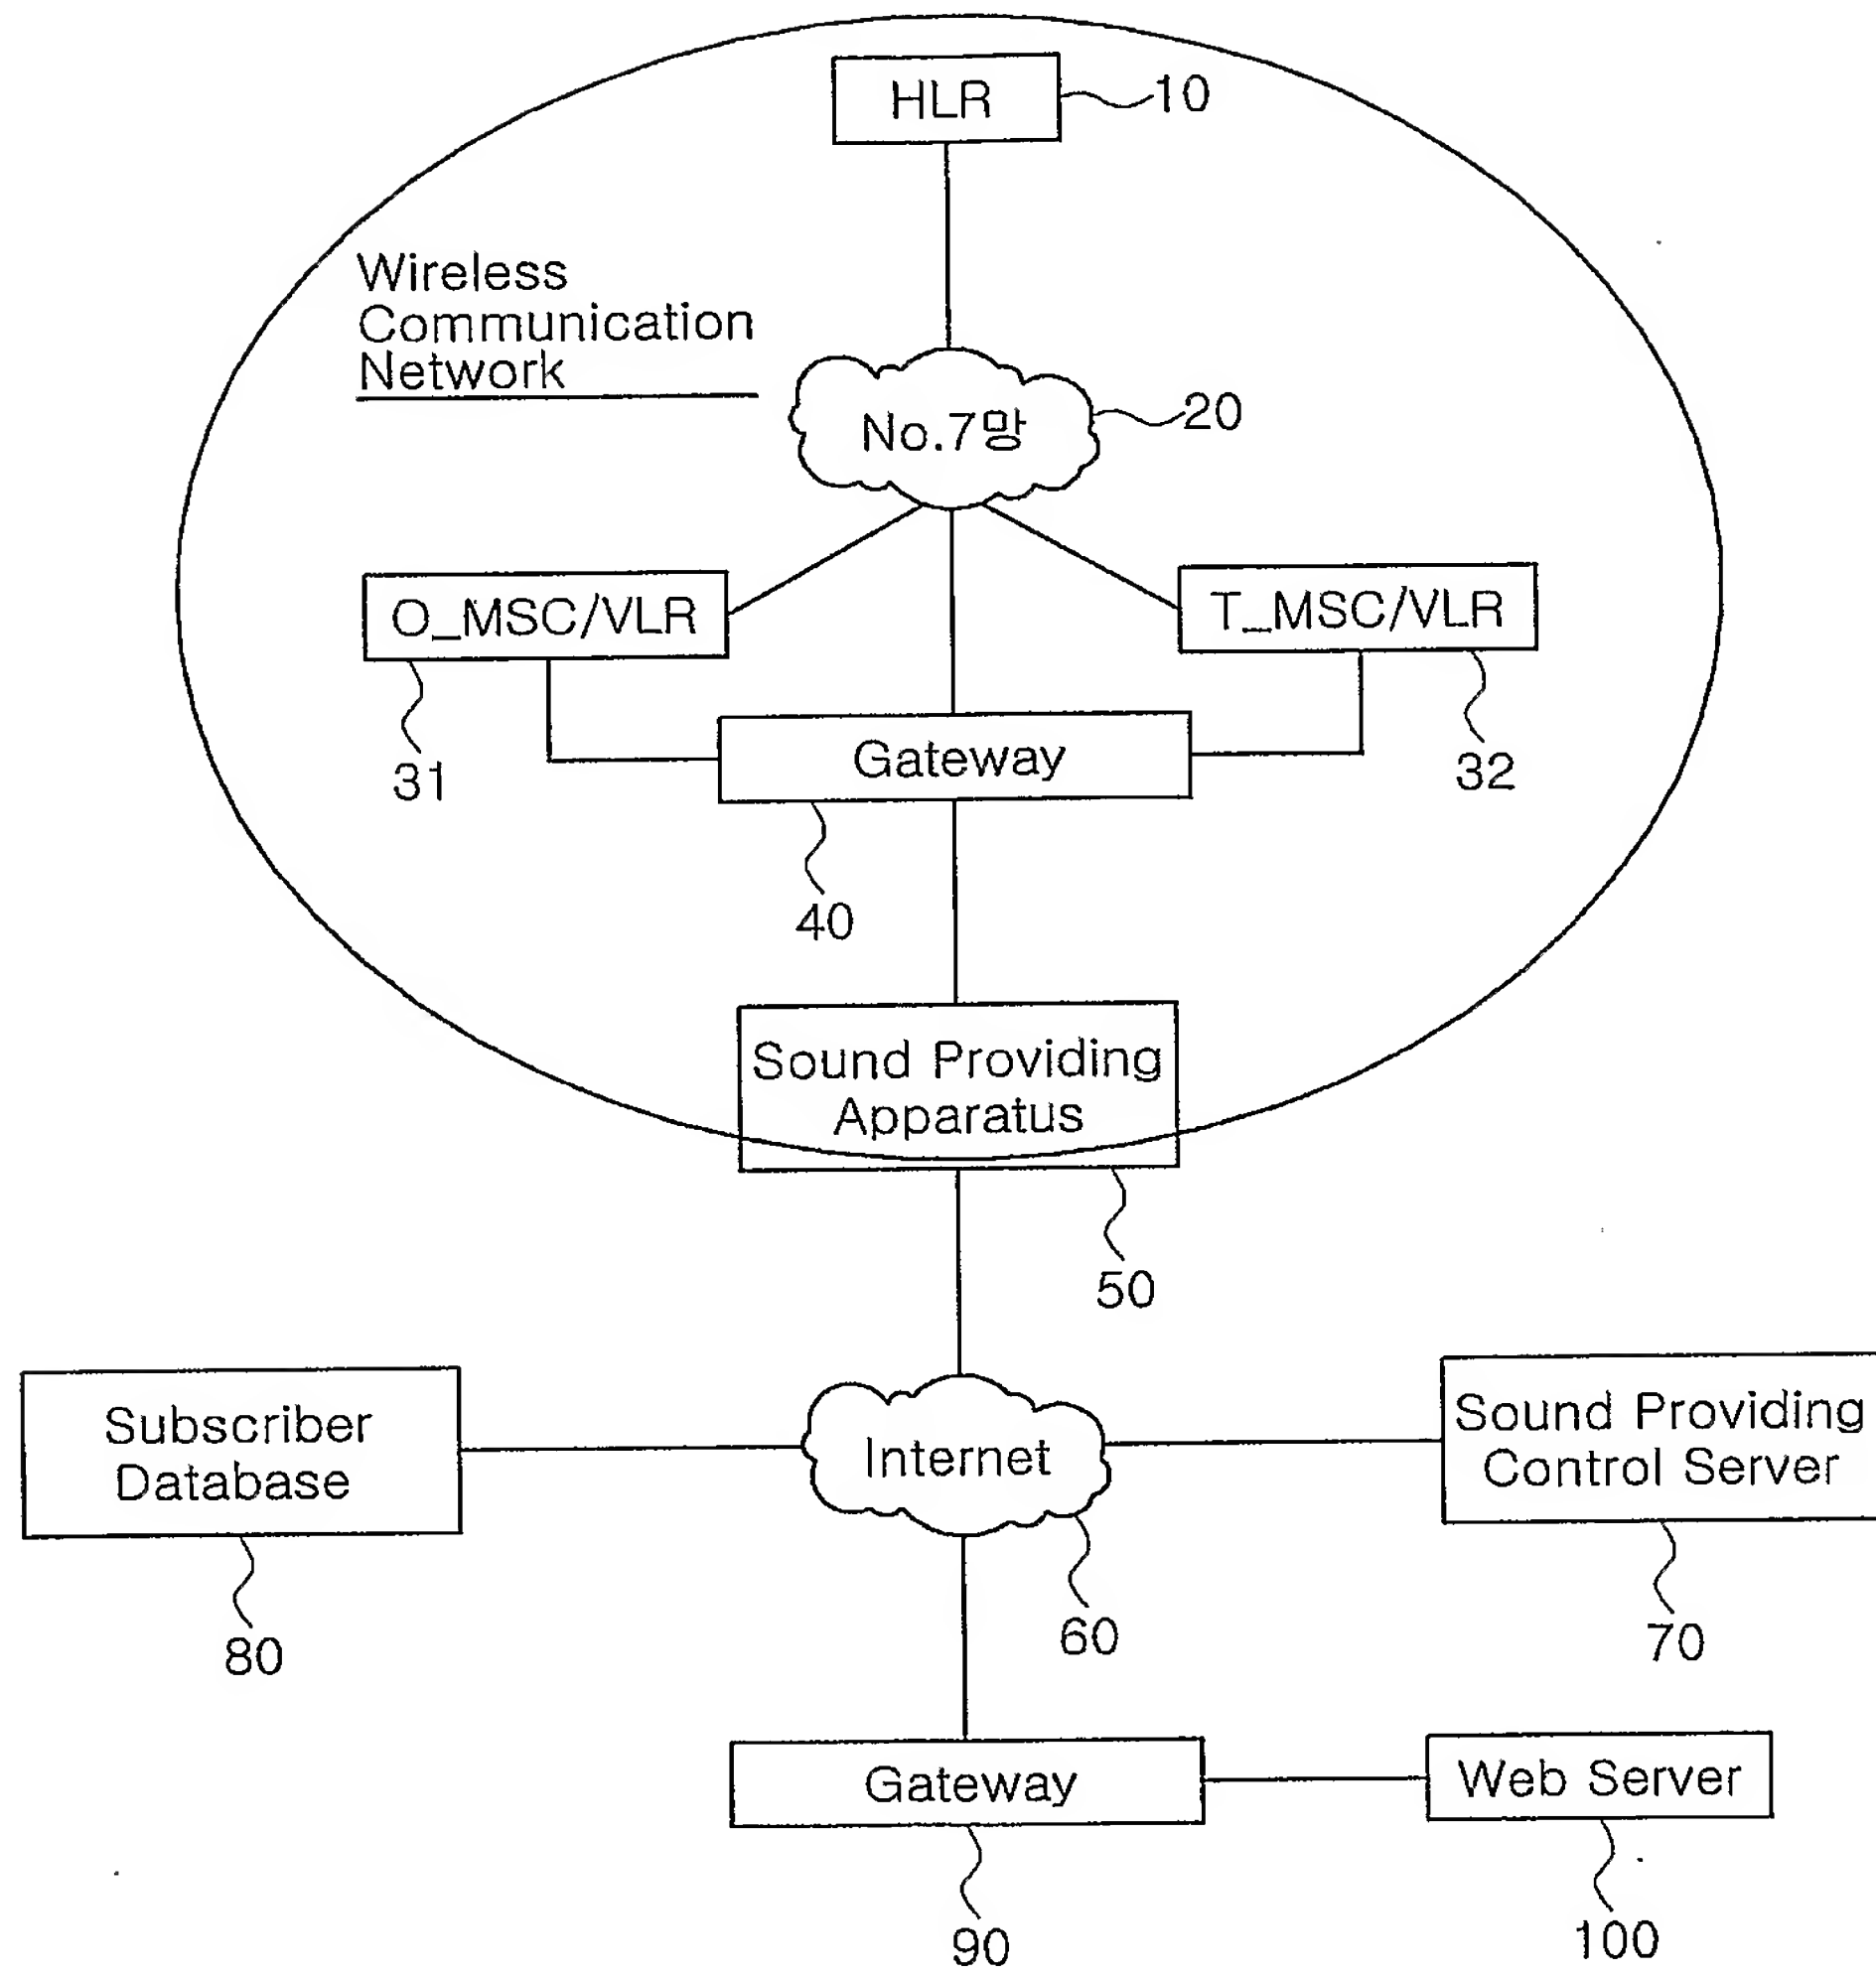 HLR
10
Wireless
Communication
Network
No.7망
20
O_MSC/VLR
T_MSC/VLR
31
Gateway
32
40
Sound Providing
Apparatus
50
Subscriber
Database
Internet
Sound Providing
Control Server
80
60
70
Gateway
Web Server
90
100